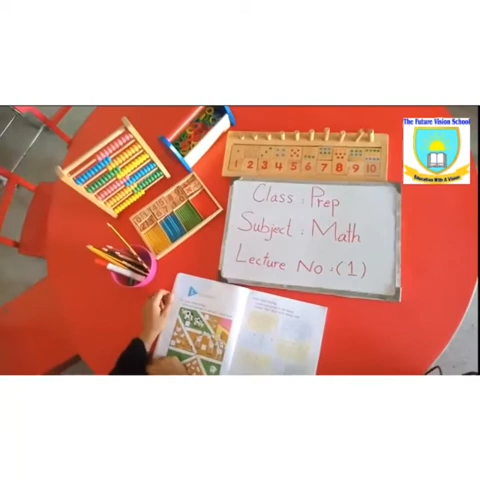 The Future Vision School
Education With A Vision
1 2 3 4 5 6 7 8 9 10
Class : Prep
Subject : Math
Lecture No :(1)